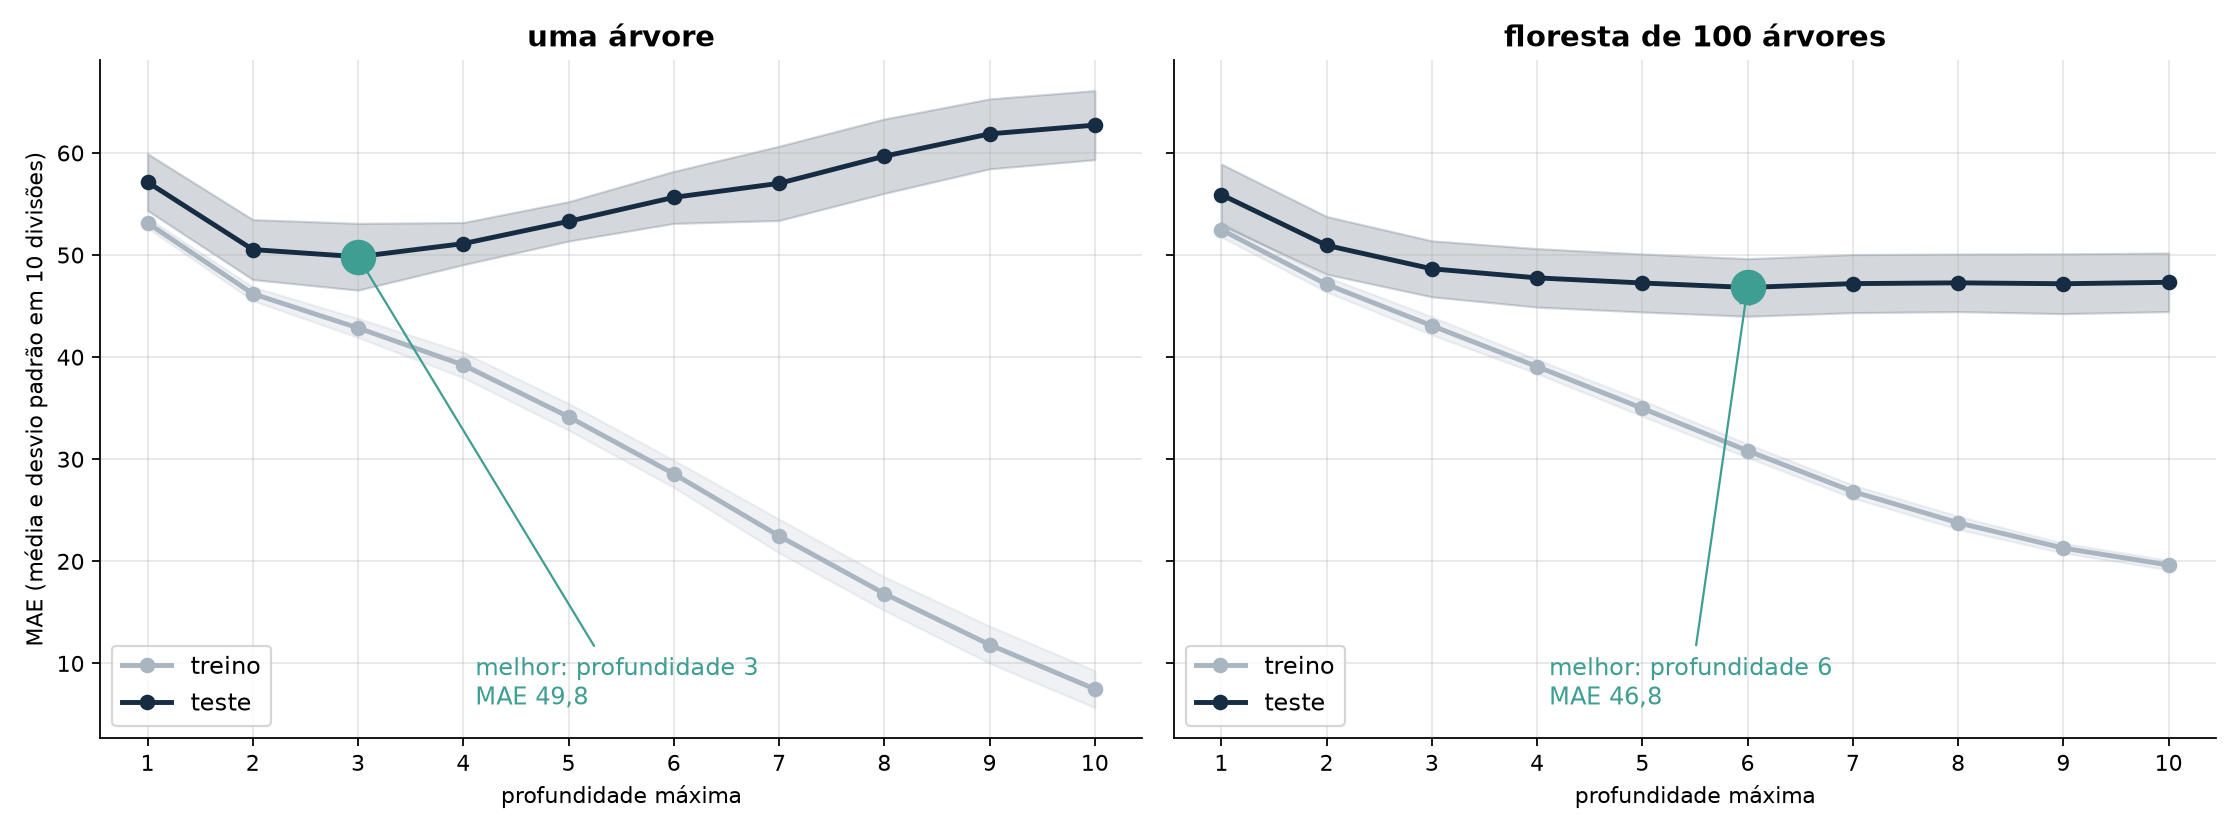 uma árvore
MAE (média e desvio padrão em 10 divisões)
60
50
40
30
20
10
treino
teste
melhor: profundidade 3
MAE 49,8
1 2 3 4 5 6 7 8 9 10
profundidade máxima
floresta de 100 árvores
treino
teste
melhor: profundidade 6
MAE 46,8
1 2 3 4 5 6 7 8 9 10
profundidade máxima